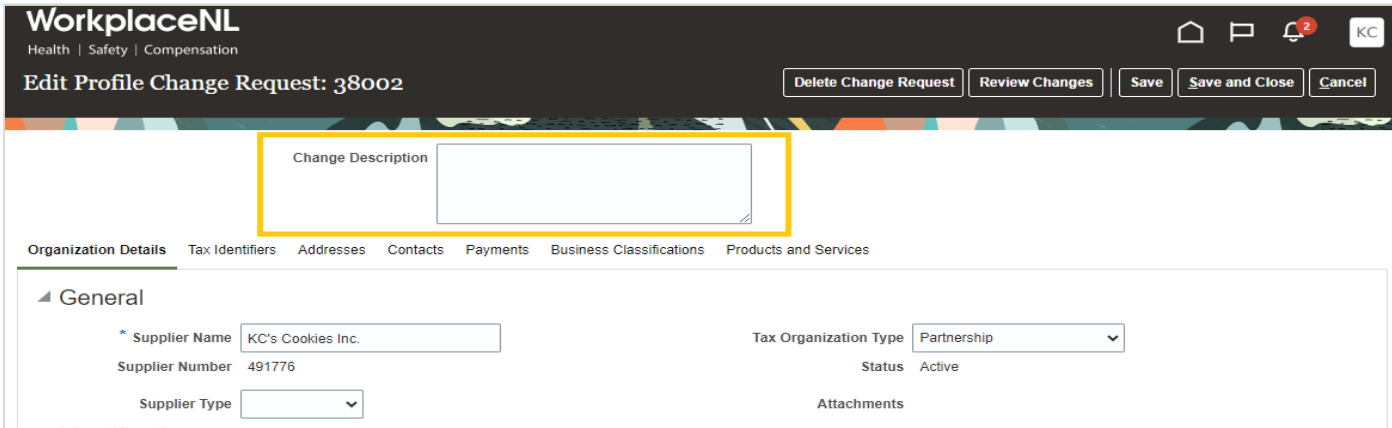 WorkplaceNL
Health | Safety | Compensation
2
KC
Edit Profile Change Request: 38002
Delete Change Request Review Changes Save Save and Close Cancel
Change Description
Organization Details Tax Identifiers Addresses Contacts Payments Business Classifications Products and Services
General
* Supplier Name KC's Cookies Inc. Tax Organization Type Partnership
Supplier Number 491776 Status Active
Supplier Type Attachments